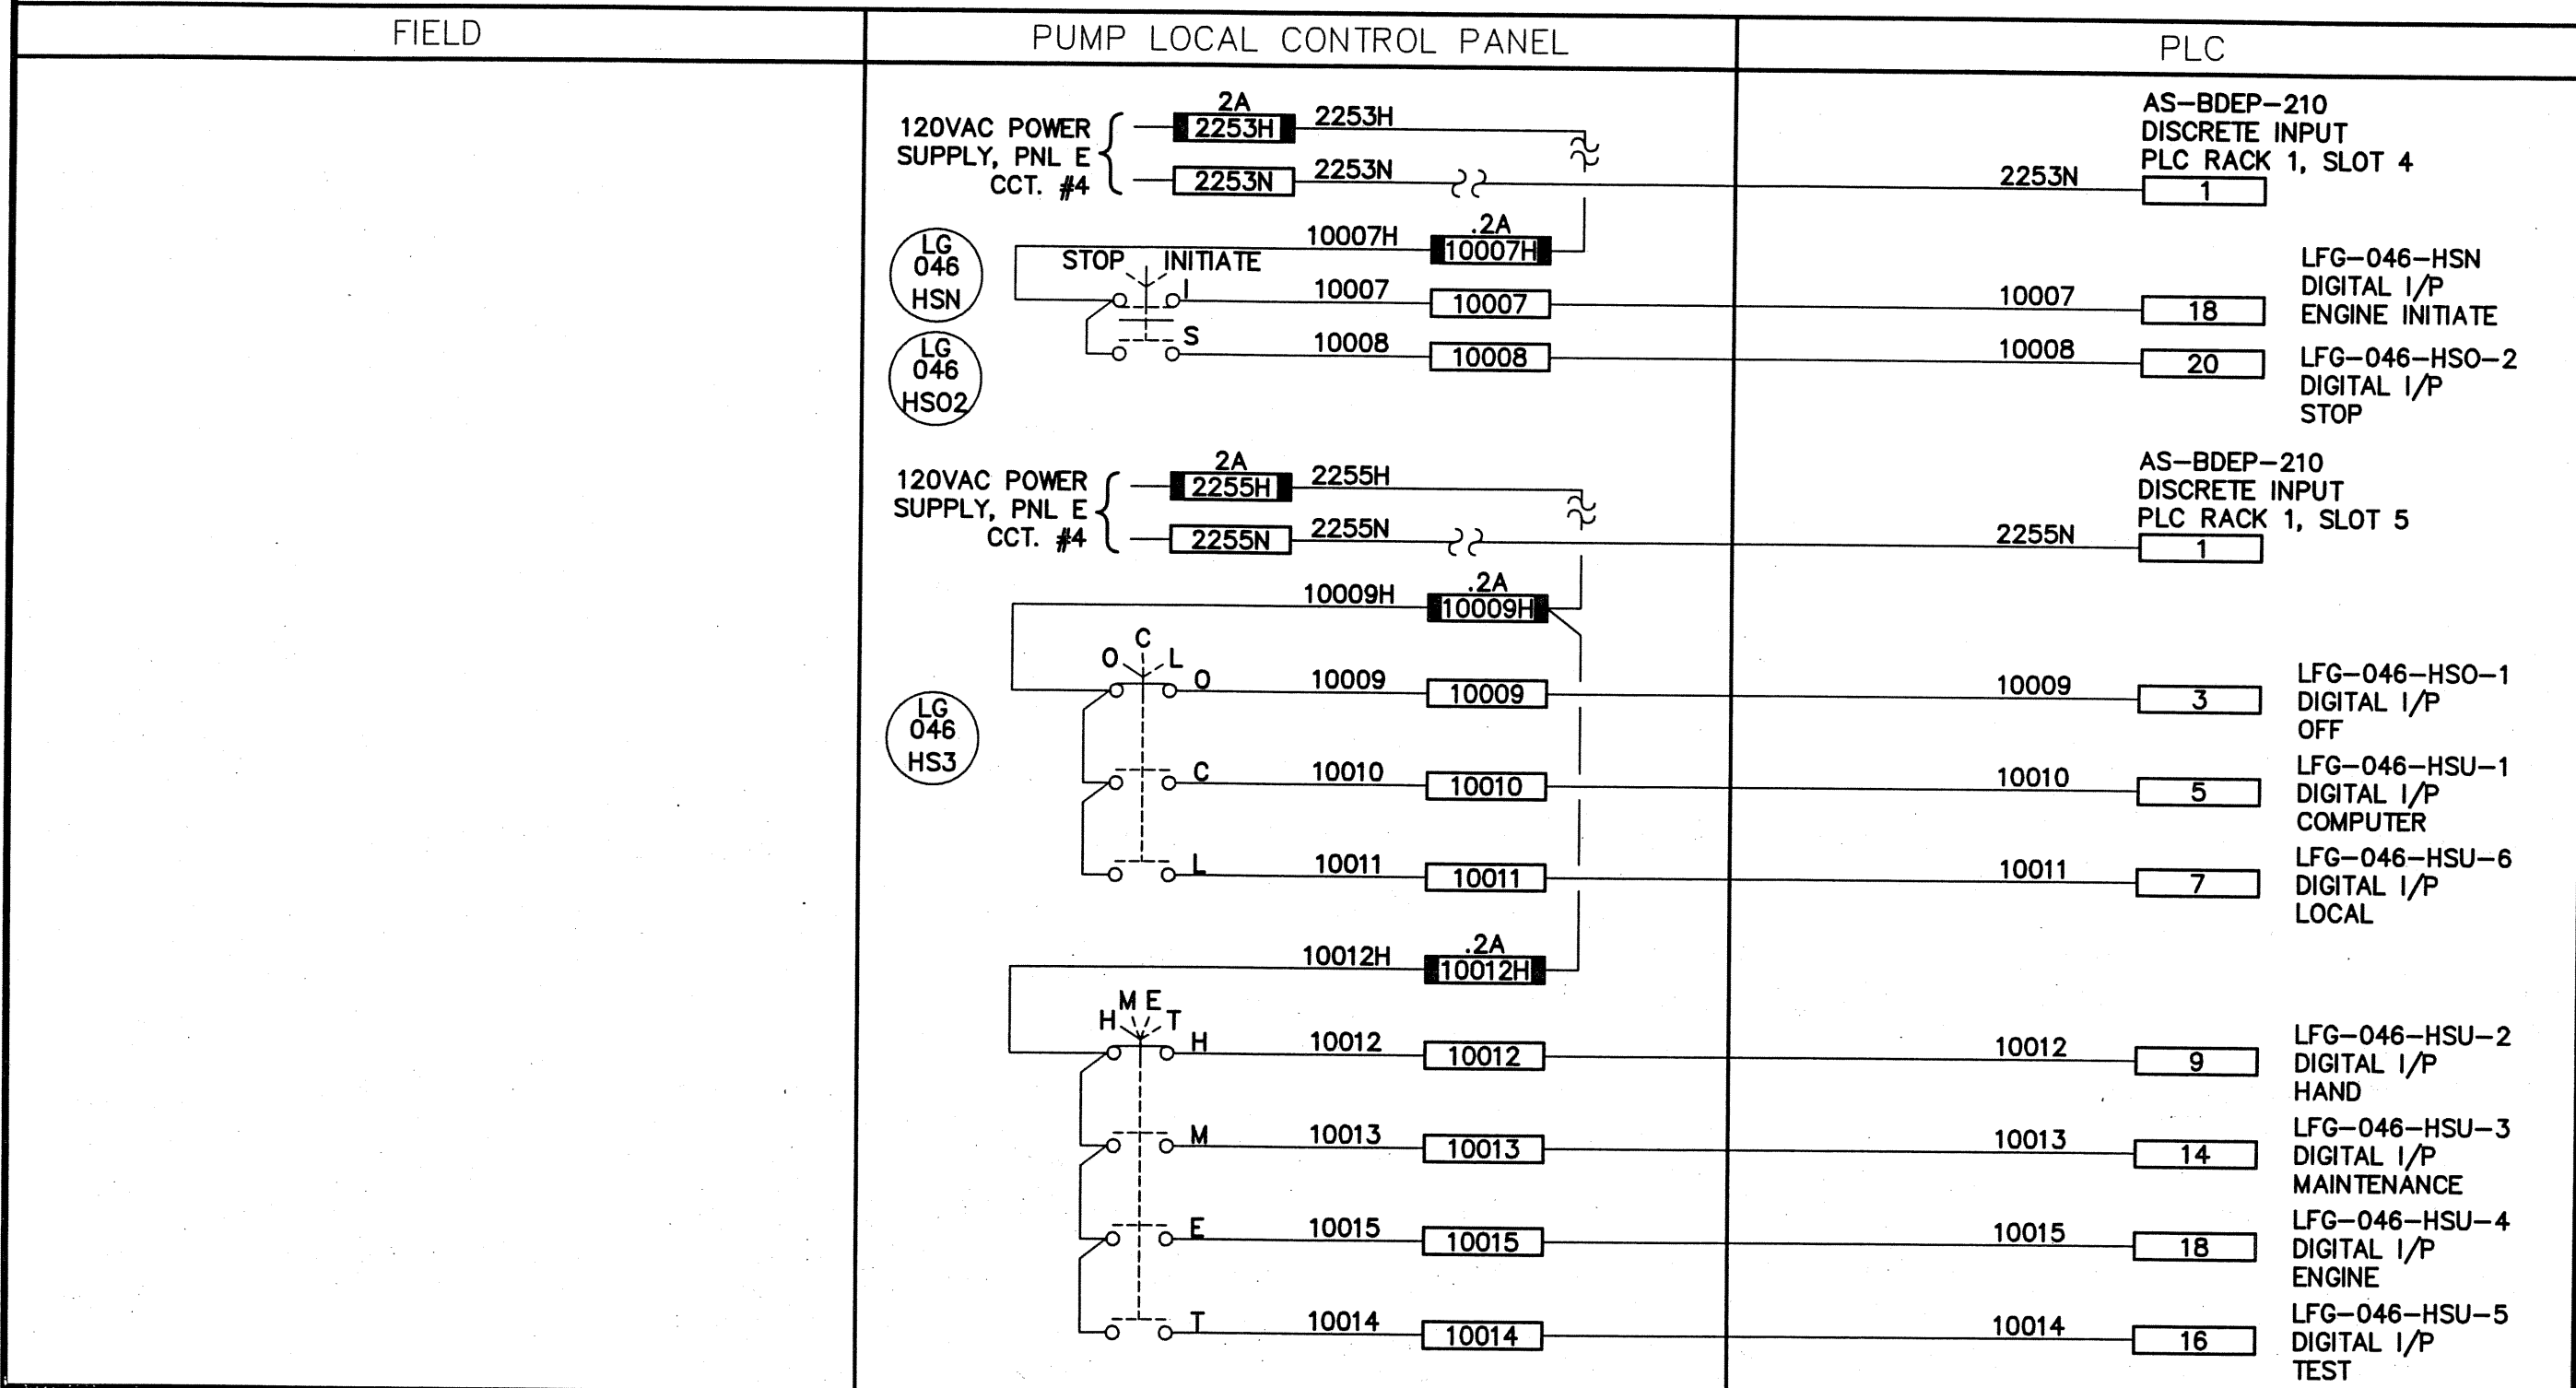 FIELD
PUMP LOCAL CONTROL PANEL
PLC
120VAC POWER
SUPPLY, PNL E
CCT. #4
2A
2253H
2253H
2253N
2253N
2253N
AS-BDEP-210
DISCRETE INPUT
PLC RACK 1, SLOT 4
1
LG
046
HSN
STOP
INITIATE
10007H
.2A
10007H
I
10007
10007
10007
18
LFG-046-HSN
DIGITAL I/P
ENGINE INITIATE
LG
046
HSO2
S
10008
10008
10008
20
LFG-046-HSO-2
DIGITAL I/P
STOP
120VAC POWER
SUPPLY, PNL E
CCT. #4
2A
2255H
2255H
2255N
2255N
2255N
AS-BDEP-210
DISCRETE INPUT
PLC RACK 1, SLOT 5
1
10009H
.2A
10009H
LG
046
HS3
C
O
L
O
10009
10009
10009
3
LFG-046-HSO-1
DIGITAL I/P
OFF
C
10010
10010
10010
5
LFG-046-HSU-1
DIGITAL I/P
COMPUTER
L
10011
10011
10011
7
LFG-046-HSU-6
DIGITAL I/P
LOCAL
10012H
.2A
10012H
M E
H
T
H
10012
10012
10012
9
LFG-046-HSU-2
DIGITAL I/P
HAND
M
10013
10013
10013
14
LFG-046-HSU-3
DIGITAL I/P
MAINTENANCE
E
10015
10015
10015
18
LFG-046-HSU-4
DIGITAL I/P
ENGINE
T
10014
10014
10014
16
LFG-046-HSU-5
DIGITAL I/P
TEST